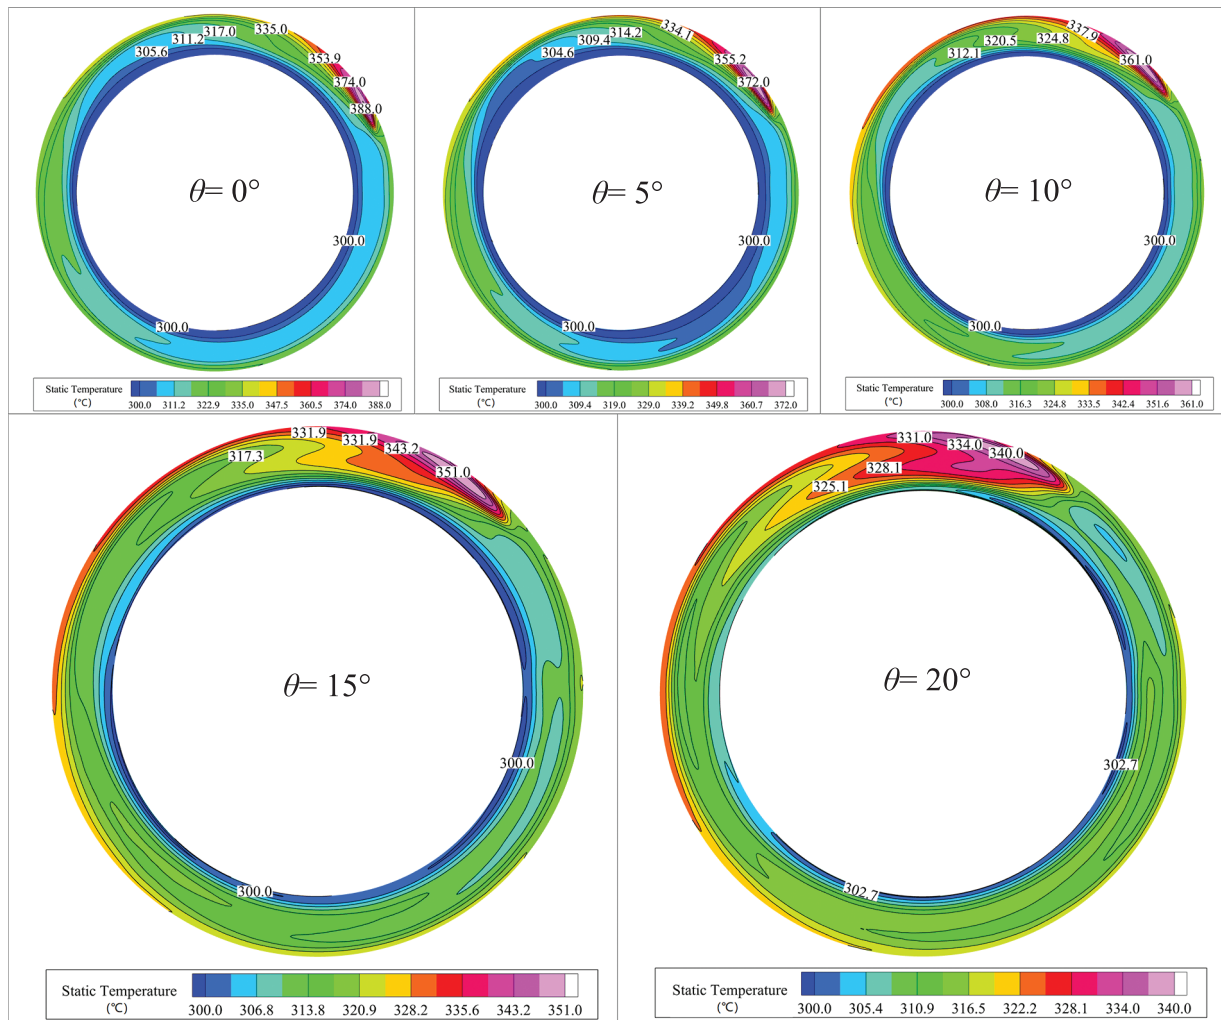 305.6
311.2
317.0
335.0
353.9
374.0
388.0
θ= 0°
300.0
300.0
Static Temperature
(℃)
300.0 311.2 322.9 335.0 347.5 360.5 374.0 388.0
304.6
309.4
314.2
334.1
355.2
372.0
θ= 5°
300.0
300.0
Static Temperature
(℃)
300.0 309.4 319.0 329.0 339.2 349.8 360.7 372.0
312.1
320.5
324.8
337.9
361.0
θ= 10°
300.0
300.0
Static Temperature
(℃)
300.0 308.0 316.3 324.8 333.5 342.4 351.6 361.0
317.3
331.9
331.9
343.2
351.0
θ= 15°
300.0
300.0
Static Temperature
(℃)
300.0 306.8 313.8 320.9 328.2 335.6 343.2 351.0
325.1
328.1
331.0
334.0
340.0
θ= 20°
302.7
302.7
Static Temperature
(℃)
300.0 305.4 310.9 316.5 322.2 328.1 334.0 340.0